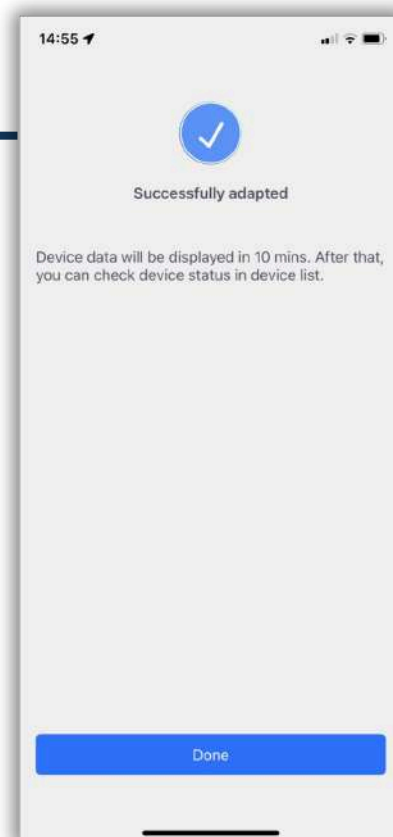 14:55
Successfully adapted
Device data will be displayed in 10 mins. After that,
you can check device status in device list.
Done